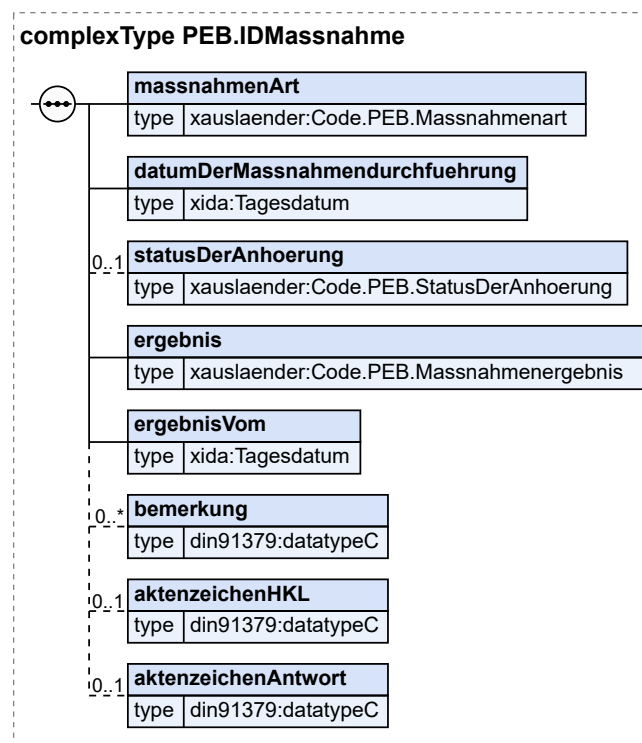 complexType PEB.IDMassnahme
massnahmenArt
type xauslaender:Code.PEB.Massnahmenart
datumDerMassnahmendurchfuehrung
type xida:Tagesdatum
0..1 statusDerAnhoerung
type xauslaender:Code.PEB.StatusDerAnhoerung
ergebnis
type xauslaender:Code.PEB.Massnahmenergebnis
ergebnisVom
type xida:Tagesdatum
0..* bemerkung
type din91379:datatypeC
0..1 aktenzeichenHKL
type din91379:datatypeC
0..1 aktenzeichenAntwort
type din91379:datatypeC